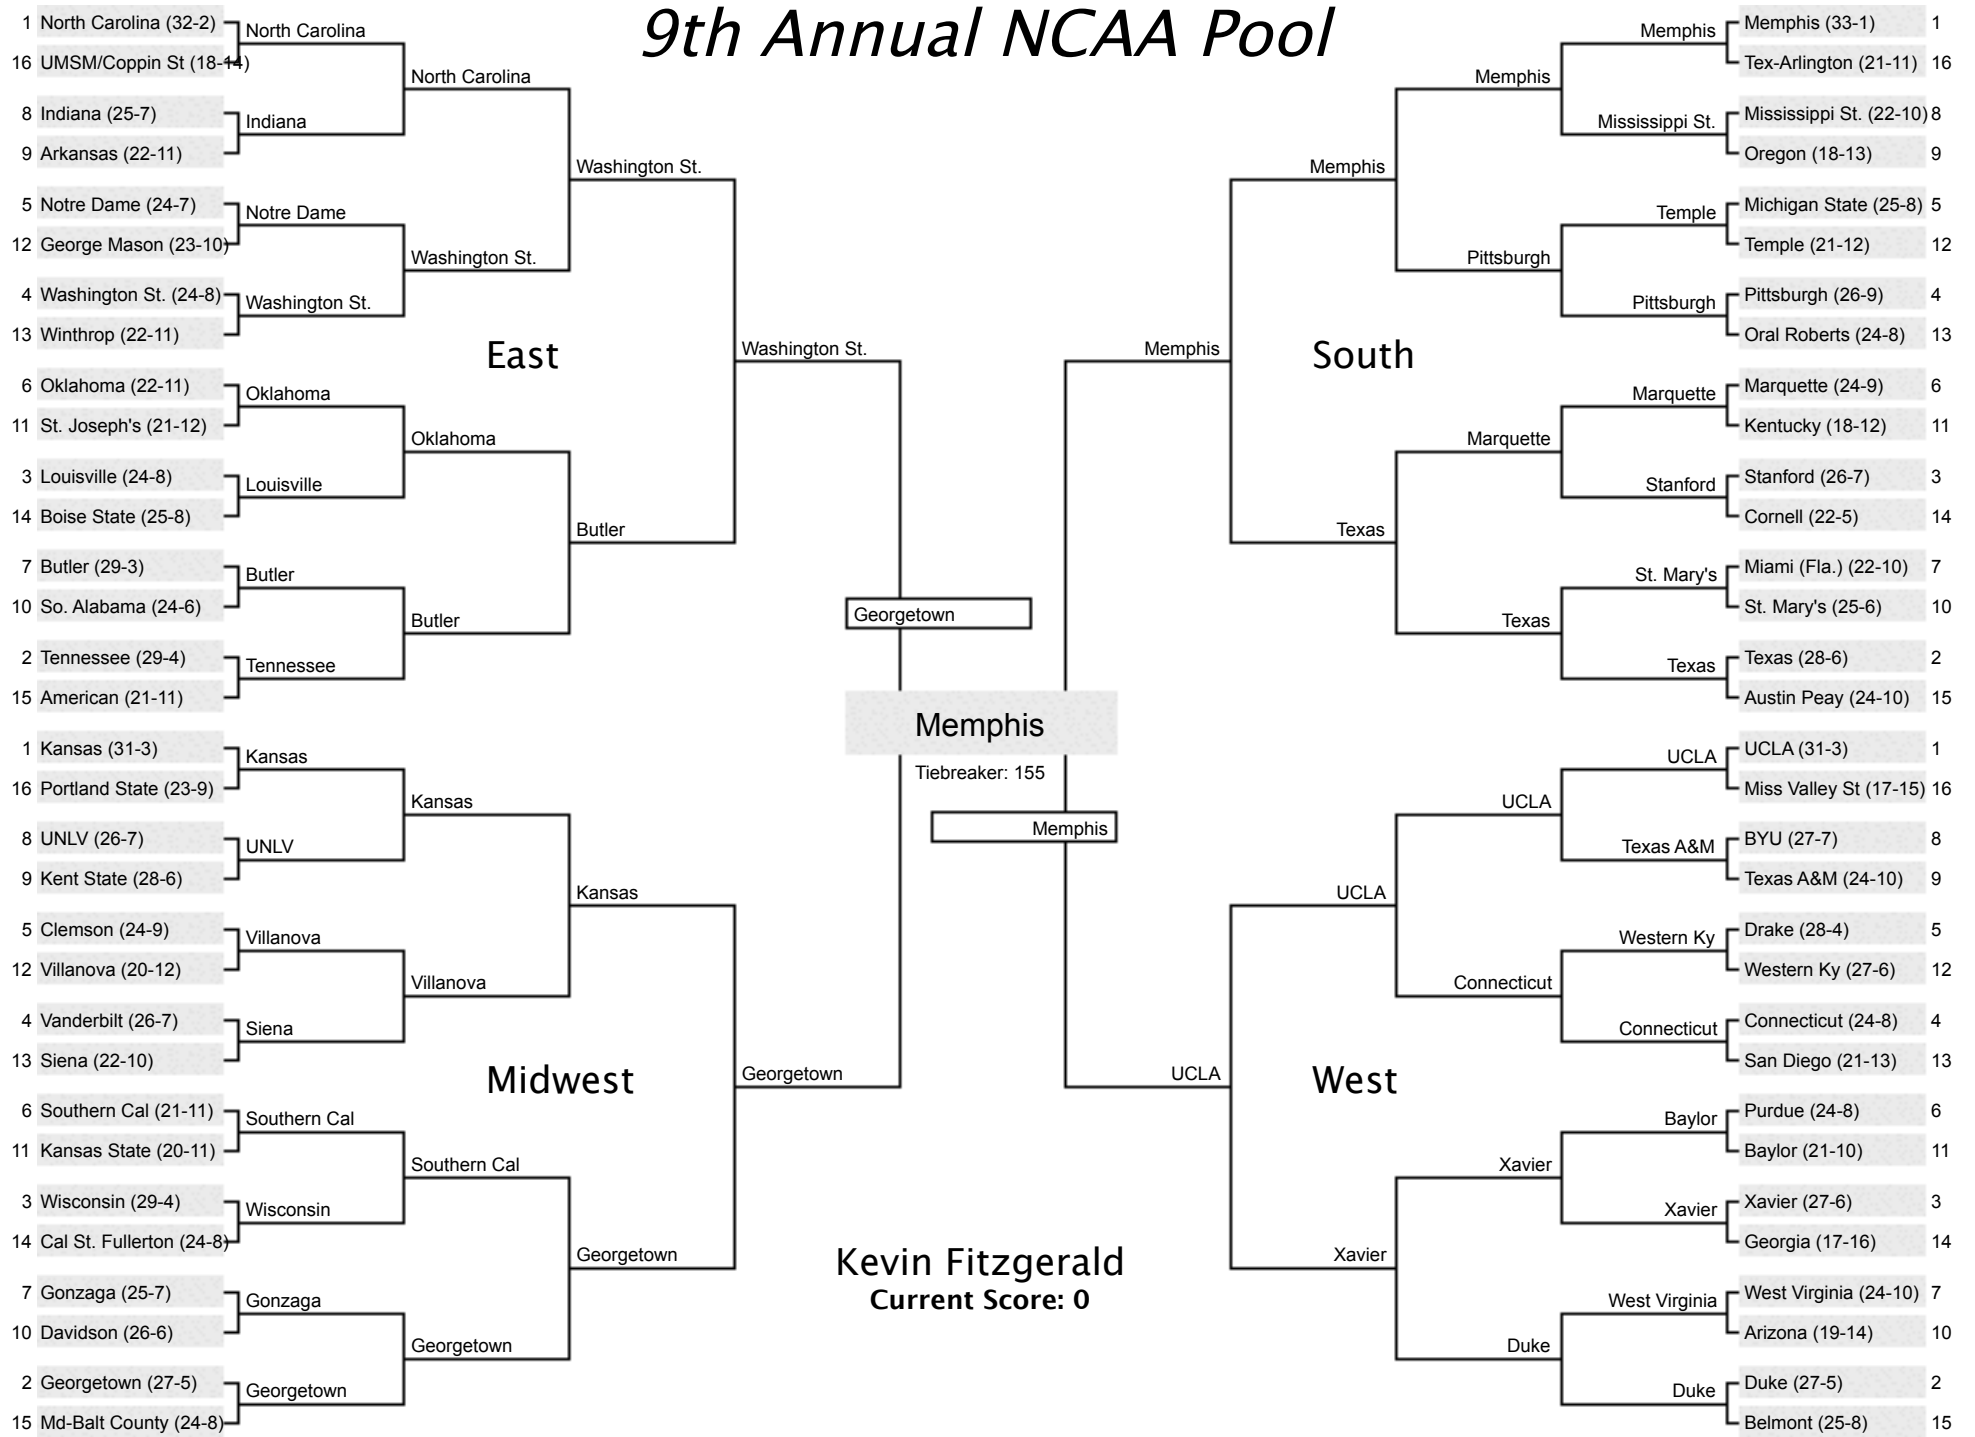 9th Annual NCAA Pool
1 North Carolina (32-2)
16 UMSM/Coppin St (18-14)
8 Indiana (25-7)
9 Arkansas (22-11)
5 Notre Dame (24-7)
12 George Mason (23-10)
4 Washington St. (24-8)
13 Winthrop (22-11)
6 Oklahoma (22-11)
11 St. Joseph's (21-12)
3 Louisville (24-8)
14 Boise State (25-8)
7 Butler (29-3)
10 So. Alabama (24-6)
2 Tennessee (29-4)
15 American (21-11)
North Carolina
Indiana
Notre Dame
Washington St.
Oklahoma
Louisville
Butler
Tennessee
North Carolina
Washington St.
Oklahoma
Butler
Washington St.
Butler
East
Washington St.
1 Kansas (31-3)
16 Portland State (23-9)
8 UNLV (26-7)
9 Kent State (28-6)
5 Clemson (24-9)
12 Villanova (20-12)
4 Vanderbilt (26-7)
13 Siena (22-10)
6 Southern Cal (21-11)
11 Kansas State (20-11)
3 Wisconsin (29-4)
14 Cal St. Fullerton (24-8)
7 Gonzaga (25-7)
10 Davidson (26-6)
2 Georgetown (27-5)
15 Md-Balt County (24-8)
Kansas
UNLV
Villanova
Siena
Southern Cal
Wisconsin
Gonzaga
Georgetown
Kansas
Villanova
Southern Cal
Georgetown
Kansas
Georgetown
Midwest
Georgetown
Georgetown
Memphis
Tiebreaker: 155
Memphis
Kevin Fitzgerald
Current Score: 0
Memphis (33-1) 1
Tex-Arlington (21-11) 16
Mississippi St. (22-10) 8
Oregon (18-13) 9
Michigan State (25-8) 5
Temple (21-12) 12
Pittsburgh (26-9) 4
Oral Roberts (24-8) 13
Marquette (24-9) 6
Kentucky (18-12) 11
Stanford (26-7) 3
Cornell (22-5) 14
Miami (Fla.) (22-10) 7
St. Mary's (25-6) 10
Texas (28-6) 2
Austin Peay (24-10) 15
Memphis
Mississippi St.
Temple
Pittsburgh
Marquette
Stanford
St. Mary's
Texas
Memphis
Pittsburgh
Marquette
Texas
Memphis
Texas
South
Memphis
UCLA (31-3) 1
Miss Valley St (17-15) 16
BYU (27-7) 8
Texas A&M (24-10) 9
Drake (28-4) 5
Western Ky (27-6) 12
Connecticut (24-8) 4
San Diego (21-13) 13
Purdue (24-8) 6
Baylor (21-10) 11
Xavier (27-6) 3
Georgia (17-16) 14
West Virginia (24-10) 7
Arizona (19-14) 10
Duke (27-5) 2
Belmont (25-8) 15
UCLA
Texas A&M
Western Ky
Connecticut
Baylor
Xavier
West Virginia
Duke
UCLA
Connecticut
Xavier
Duke
UCLA
Xavier
West
UCLA